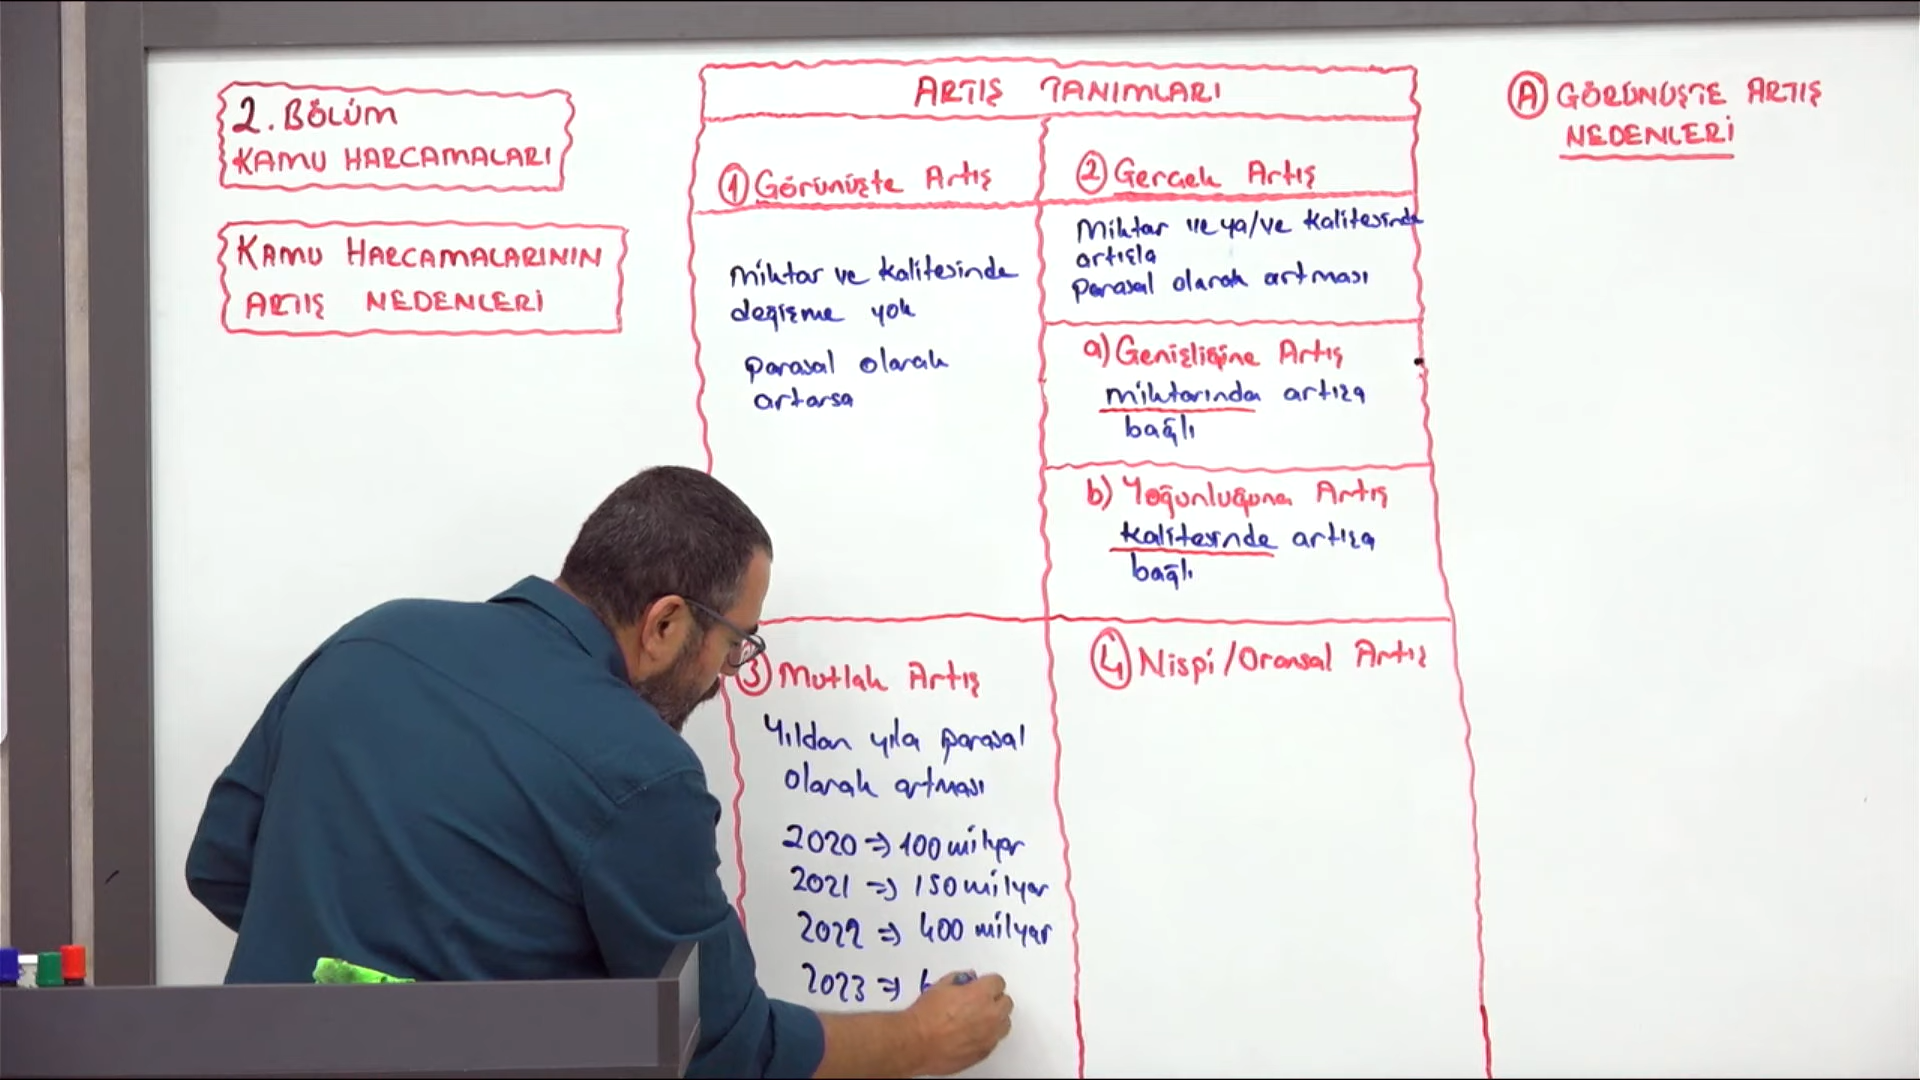 2. BÖLÜM
KAMU HARCAMALARI
KAMU HARCAMALARININ
ARTIŞ NEDENLERİ
ARTIŞ TANIMLARI
① Görünüşte Artış
Miktar ve kalitesinde
değişme yok
parasal olarak
artarsa
② Gerçek Artış
Miktar veya/ve kalitesinde
artışla
parasal olarak artması
a) Genişliğine Artış
miktarında artışa
bağlı
b) Yoğunluğuna Artış
kalitesinde artışa
bağlı
③ Mutlak Artış
Yıldan yıla parasal
olarak artması
2020 ⇒ 100 milyar
2021 ⇒ 150 milyar
2022 ⇒ 400 milyar
2023 ⇒
④ Nispi/Oransal Artış
Ⓐ GÖRÜNÜŞTE ARTIŞ
NEDENLERİ